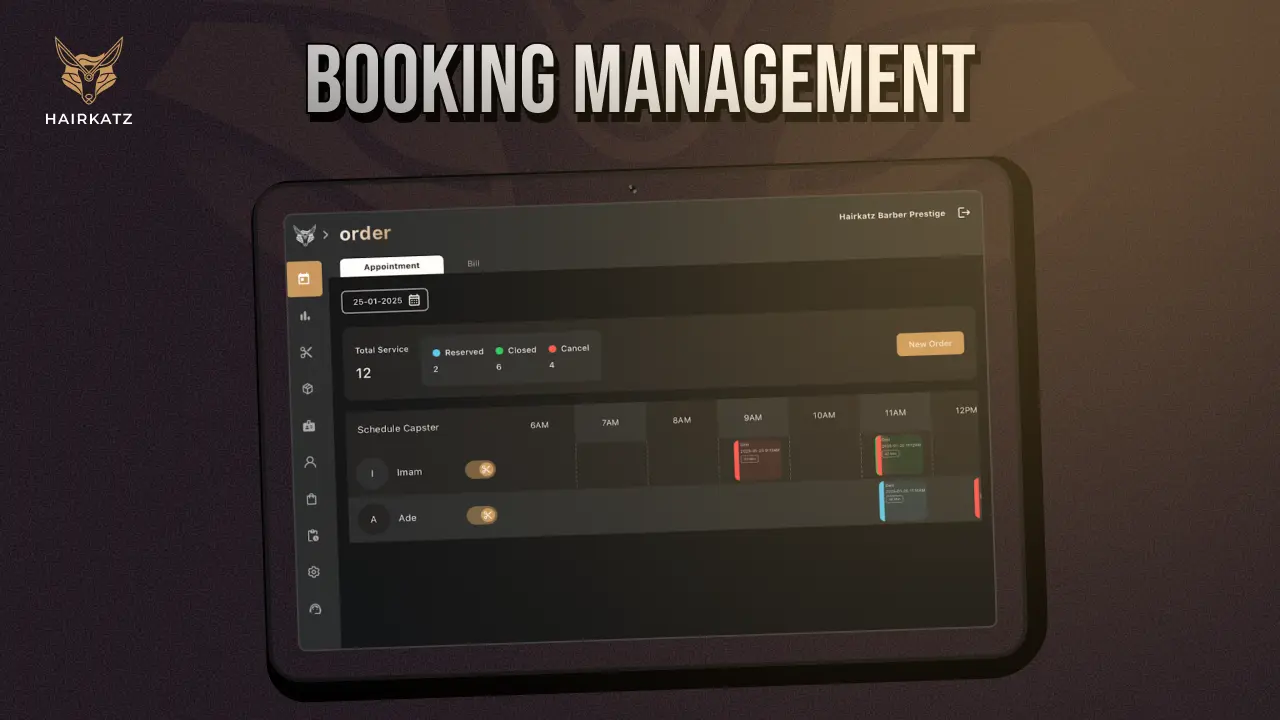 BOOKING MANAGEMENT
HAIRKATZ
order
Hairkatz Barber Prestige
Appointment
Bill
25-01-2025
Total Service
12
Reserved
2
Closed
6
Cancel
4
New Order
Schedule Capster
6AM
7AM
8AM
9AM
10AM
11AM
12PM
I
Imam
A
Ade